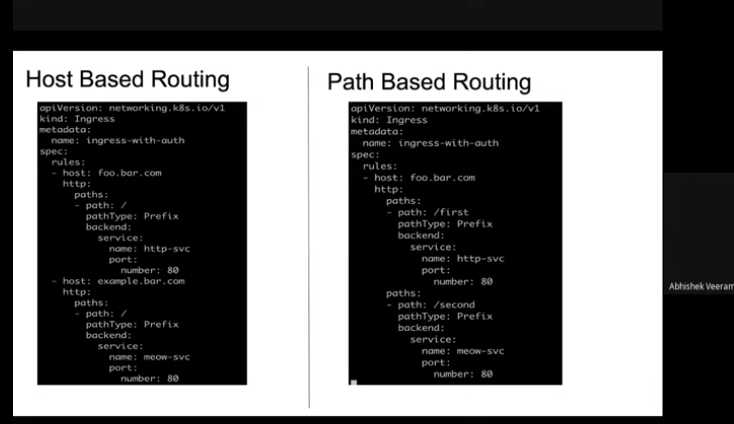 Host Based Routing
apiVersion: networking.k8s.io/v1
kind: Ingress
metadata:
  name: ingress-with-auth
spec:
  rules:
  - host: foo.bar.com
    http:
      paths:
      - path: /
        pathType: Prefix
        backend:
          service:
            name: http-svc
            port:
              number: 80
  - host: example.bar.com
    http:
      paths:
      - path: /
        pathType: Prefix
        backend:
          service:
            name: meow-svc
            port:
              number: 80
Path Based Routing
apiVersion: networking.k8s.io/v1
kind: Ingress
metadata:
  name: ingress-with-auth
spec:
  rules:
  - host: foo.bar.com
    http:
      paths:
      - path: /first
        pathType: Prefix
        backend:
          service:
            name: http-svc
            port:
              number: 80
      paths:
      - path: /second
        pathType: Prefix
        backend:
          service:
            name: meow-svc
            port:
              number: 80
Abhishek Veeram